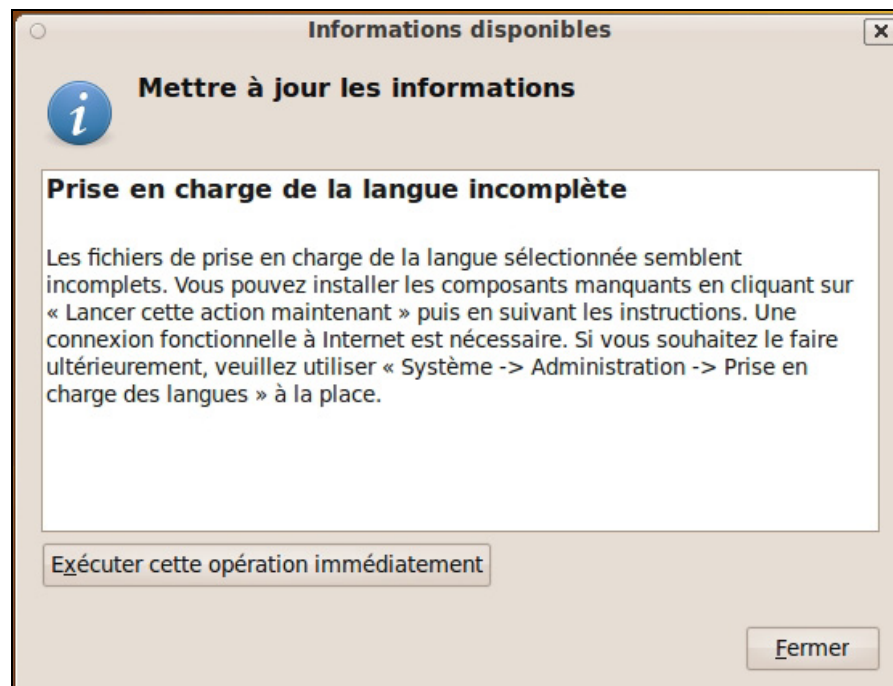 Informations disponibles
Mettre à jour les informations
Prise en charge de la langue incomplète
Les fichiers de prise en charge de la langue sélectionnée semblent
incomplets. Vous pouvez installer les composants manquants en cliquant sur
« Lancer cette action maintenant » puis en suivant les instructions. Une
connexion fonctionnelle à Internet est nécessaire. Si vous souhaitez le faire
ultérieurement, veuillez utiliser « Système -> Administration -> Prise en
charge des langues » à la place.
Exécuter cette opération immédiatement
Fermer